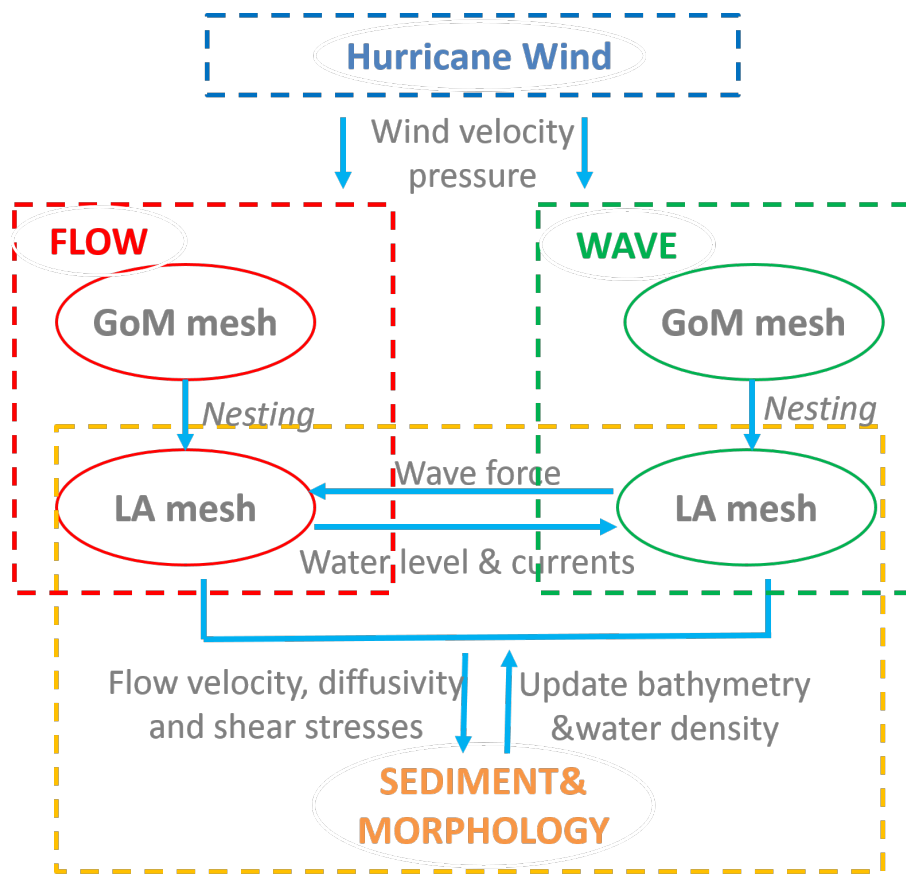 Hurricane Wind
Wind velocity
pressure
FLOW
WAVE
GoM mesh
GoM mesh
Nesting
Nesting
Wave force
LA mesh
LA mesh
Water level & currents
Flow velocity, diffusivity
and shear stresses
Update bathymetry
&water density
SEDIMENT&
MORPHOLOGY